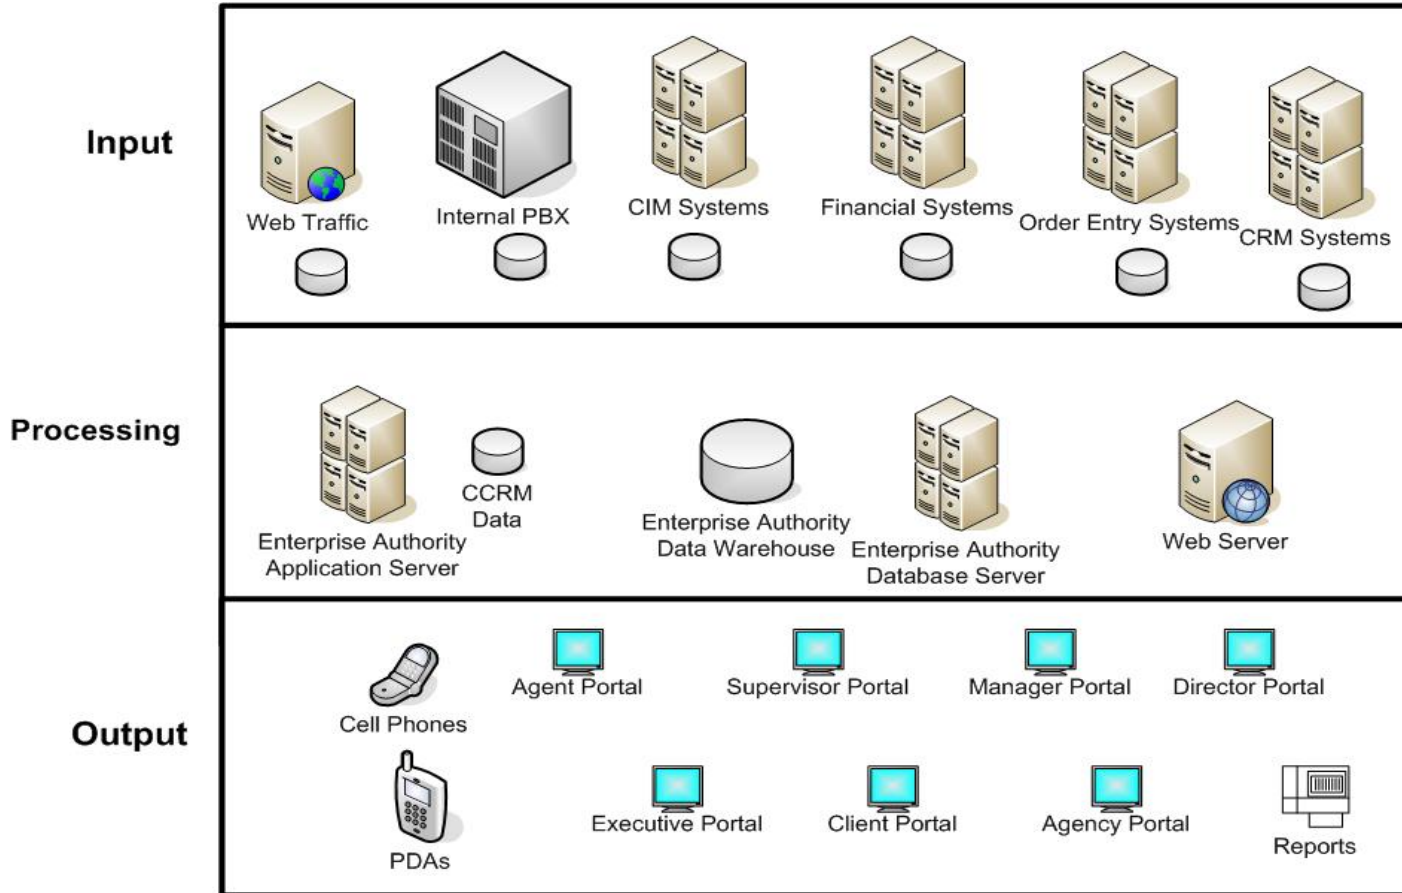 Input
Web Traffic
Internal PBX
CIM Systems
Financial Systems
Order Entry Systems
CRM Systems
Processing
Enterprise Authority
Application Server
CCRM
Data
Enterprise Authority
Data Warehouse
Enterprise Authority
Database Server
Web Server
Output
Cell Phones
Agent Portal
Supervisor Portal
Manager Portal
Director Portal
PDAs
Executive Portal
Client Portal
Agency Portal
Reports